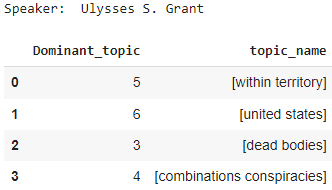 Speaker: Ulysses S. Grant
Dominant_topic topic_name
0 5 [within territory]
1 6 [united states]
2 3 [dead bodies]
3 4 [combinations conspiracies]